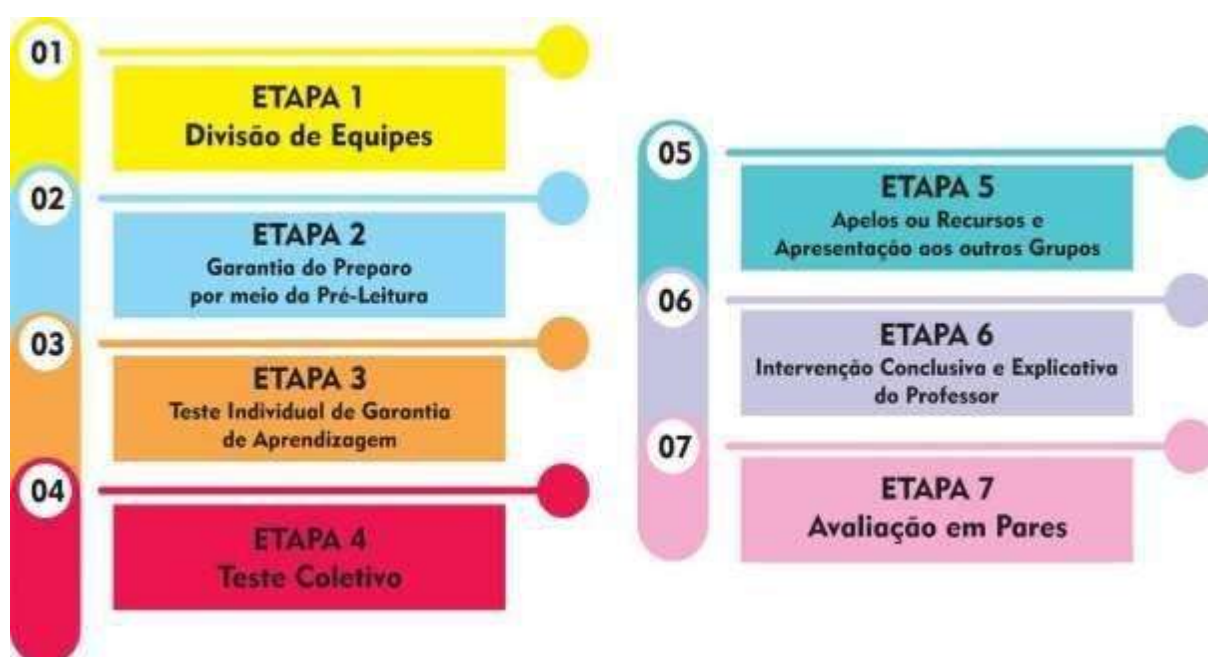 01
ETAPA 1
Divisão de Equipes
02
ETAPA 2
Garantia do Preparo
por meio da Pré-Leitura
03
ETAPA 3
Teste Individual de Garantia
de Aprendizagem
04
ETAPA 4
Teste Coletivo
05
ETAPA 5
Apelos ou Recursos e
Apresentação aos outros Grupos
06
ETAPA 6
Intervenção Conclusiva e Explicativa
do Professor
07
ETAPA 7
Avaliação em Pares